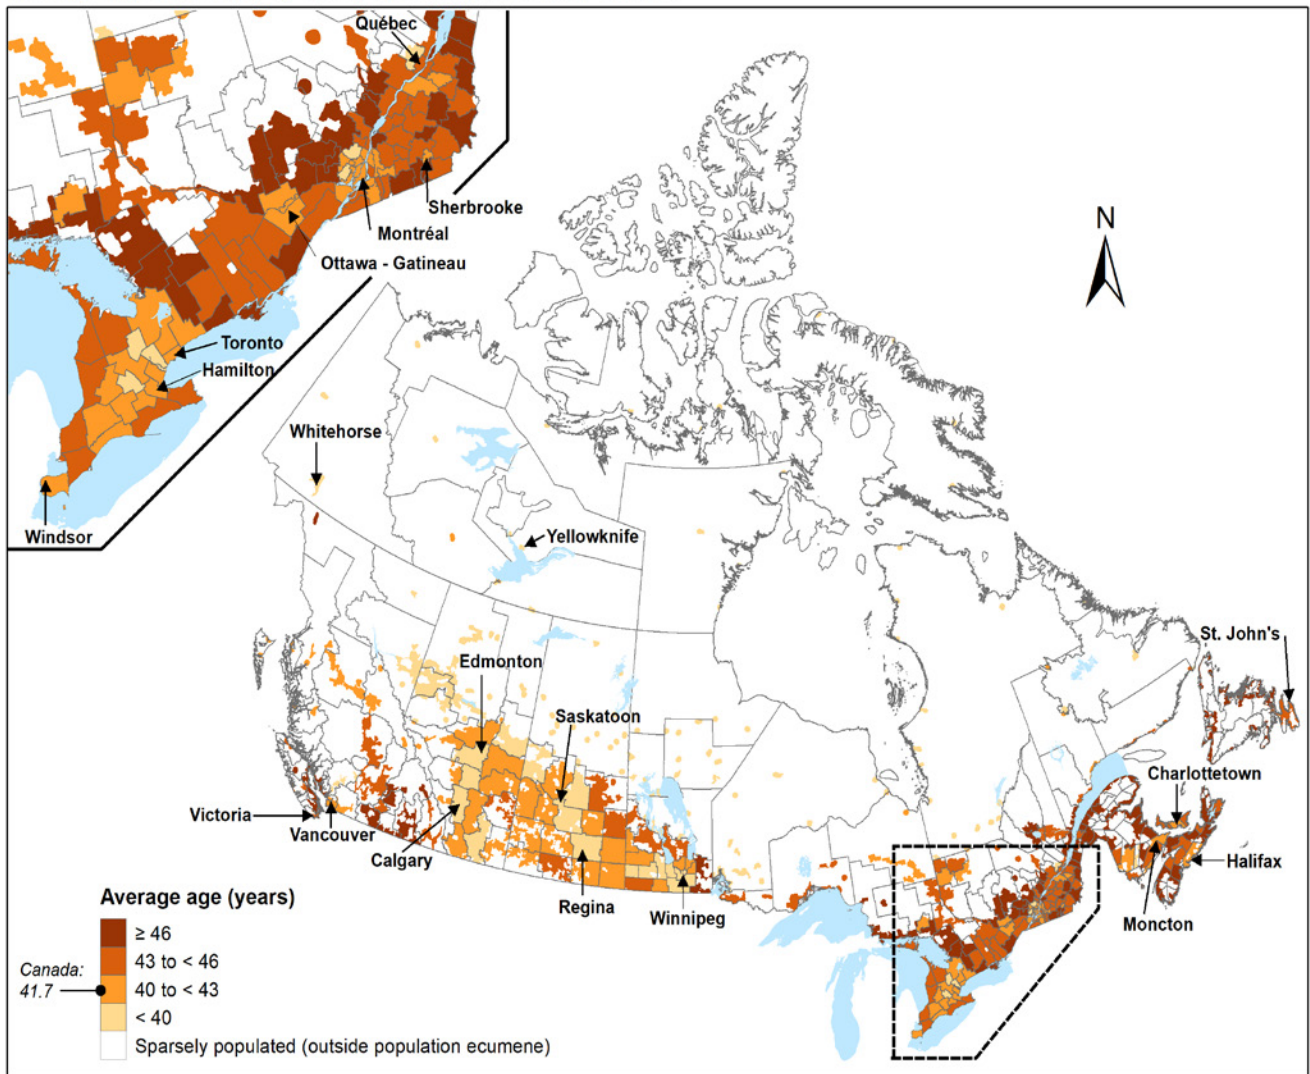 Québec
Sherbrooke
Montréal
Ottawa - Gatineau
Toronto
Hamilton
Windsor
N
Whitehorse
Yellowknife
St. John's
Edmonton
Saskatoon
Charlottetown
Victoria
Vancouver
Calgary
Halifax
Regina
Winnipeg
Moncton
Average age (years)
≥ 46
43 to < 46
Canada:
41.7
40 to < 43
< 40
Sparsely populated (outside population ecumene)